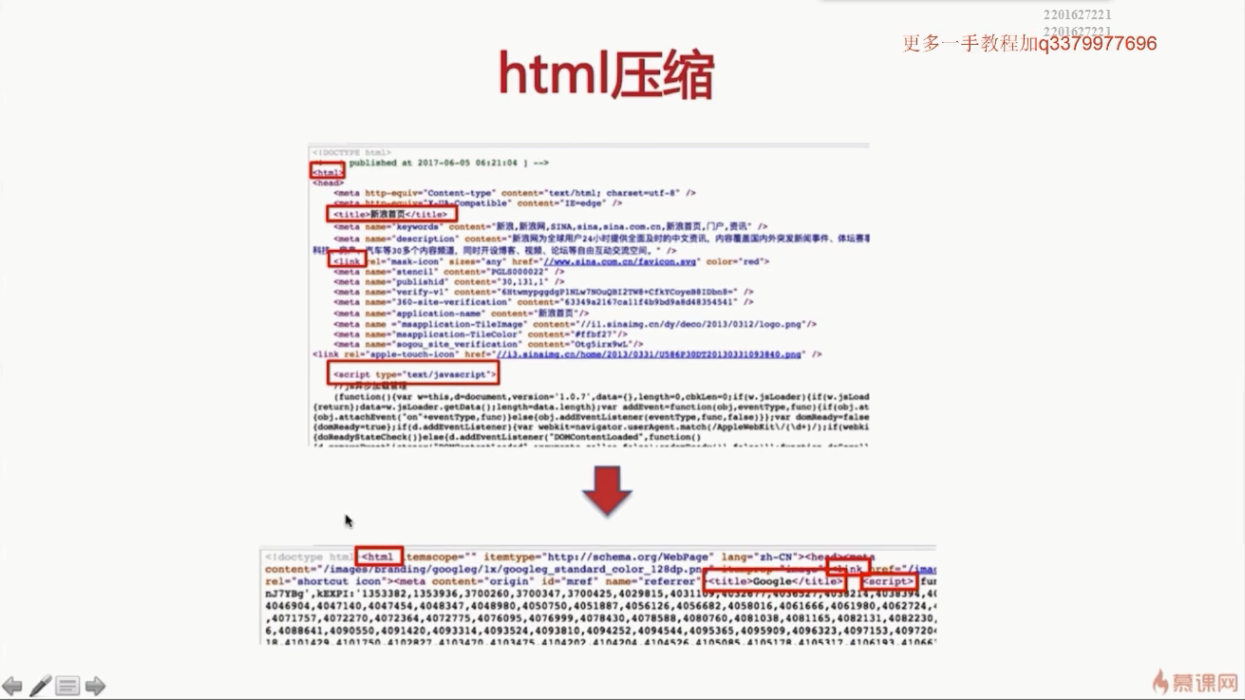 2201627221
2201627221
更多一手教程加q3379977696
html压缩
<!DOCTYPE html>
published at 2017-06-05 06:21:04 ] -->
<html>
<head>
<meta http-equiv="Content-type" content="text/html; charset=utf-8" />
<meta http-equiv="X-UA-Compatible" content="IE=edge" />
<title>新浪首页</title>
<meta name="keywords" content="新浪,新浪网,SINA,sina,sina.com.cn,新浪首页,门户,资讯" />
<meta name="description" content="新浪网为全球用户24小时提供全面及时的中文资讯，内容覆盖国内外突发新闻事件、体坛赛事
汽车等30多个内容频道，同时开设博客、视频、论坛等自由互动交流空间。" />
<link rel="mask-icon" sizes="any" href="//www.sina.com.cn/favicon.svg" color="red">
<meta name="stencil" content="PGLS000022" />
<meta name="publishid" content="30,131,1" />
<meta name="verify-v1" content=
<meta name="360-site-verification" content="63349a2167ca11f4b9bd9a8d48354541" />
<meta name="application-name" content="新浪首页"/>
<meta name ="msapplication-TileImage" content="//i1.sinaimg.cn/dy/deco/2013/0312/logo.png"/>
<meta name="msapplication-TileColor" content="#ffbf27"/>
<meta name="sogou_site_verification" content="Otg5irx9wL"/>
<link rel="apple-touch-icon" href="//i3.sinaimg.cn/home/2013/0331/U586P30DT20130331093840.png" />
<script type="text/javascript">
//js异步加载管理
(function(){var w=this,d=document,version='1.0.7',data={},length=0,cbkLen=0;if(w.jsLoader){if(w.jsLoad
{return};data=w.jsLoader.getData();length=data.length};var addEvent=function(obj,eventType,func){if(obj.at
(obj.attachEvent("on"+eventType,func)}else{obj.addEventListener(eventType,func,false)}};var domReady=false
{domReady=true};if(d.addEventListener){var webkit=navigator.userAgent.match(/AppleWebKit\/(\d+)/);if(webki
{doReadyStateCheck()}else{d.addEventListener("DOMContentLoaded",function()
<!doctype html <html itemscope="" itemtype="http://schema.org/WebPage" lang="zh-CN"><head><meta
content="/images/branding/googleg/1x/googleg_standard_color_128dp.png" itemprop="image"><link href="/imag
rel="shortcut icon"><meta content="origin" id="mref" name="referrer"><title>Google</title> <script> fun
nJ7YBg',kEXPI:'1353382,1353936,3700260,3700347,3700425,4029815,4031109,4032677,4036527,4038214,4038394,40
4046904,4047140,4047454,4048347,4048980,4050750,4051887,4056126,4056682,4058016,4061666,4061980,4062724,4
,4071757,4072270,4072364,4072775,4076095,4076999,4078430,4078588,4080760,4081038,4081165,4082131,4082230,
6,4088641,4090550,4091420,4093314,4093524,4093810,4094252,4094544,4095365,4095909,4096323,4097153,409720
18,4101429,4101750,4102827,4103470,4103475,4104202,4104204,4104526,4105085,4105178,4105317,4106193,41066
慕课网